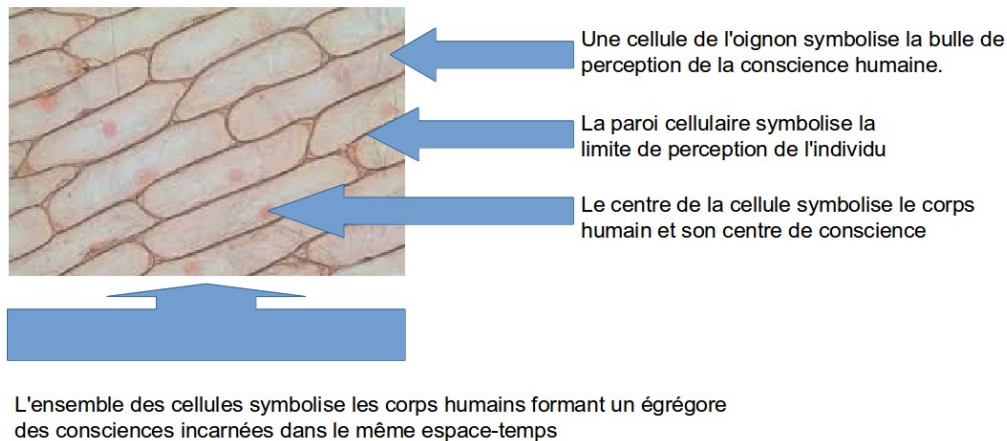 Une cellule de l'oignon symbolise la bulle de
perception de la conscience humaine.
La paroi cellulaire symbolise la
limite de perception de l'individu
Le centre de la cellule symbolise le corps
humain et son centre de conscience
L'ensemble des cellules symbolise les corps humains formant un égrégore
des consciences incarnées dans le même espace-temps